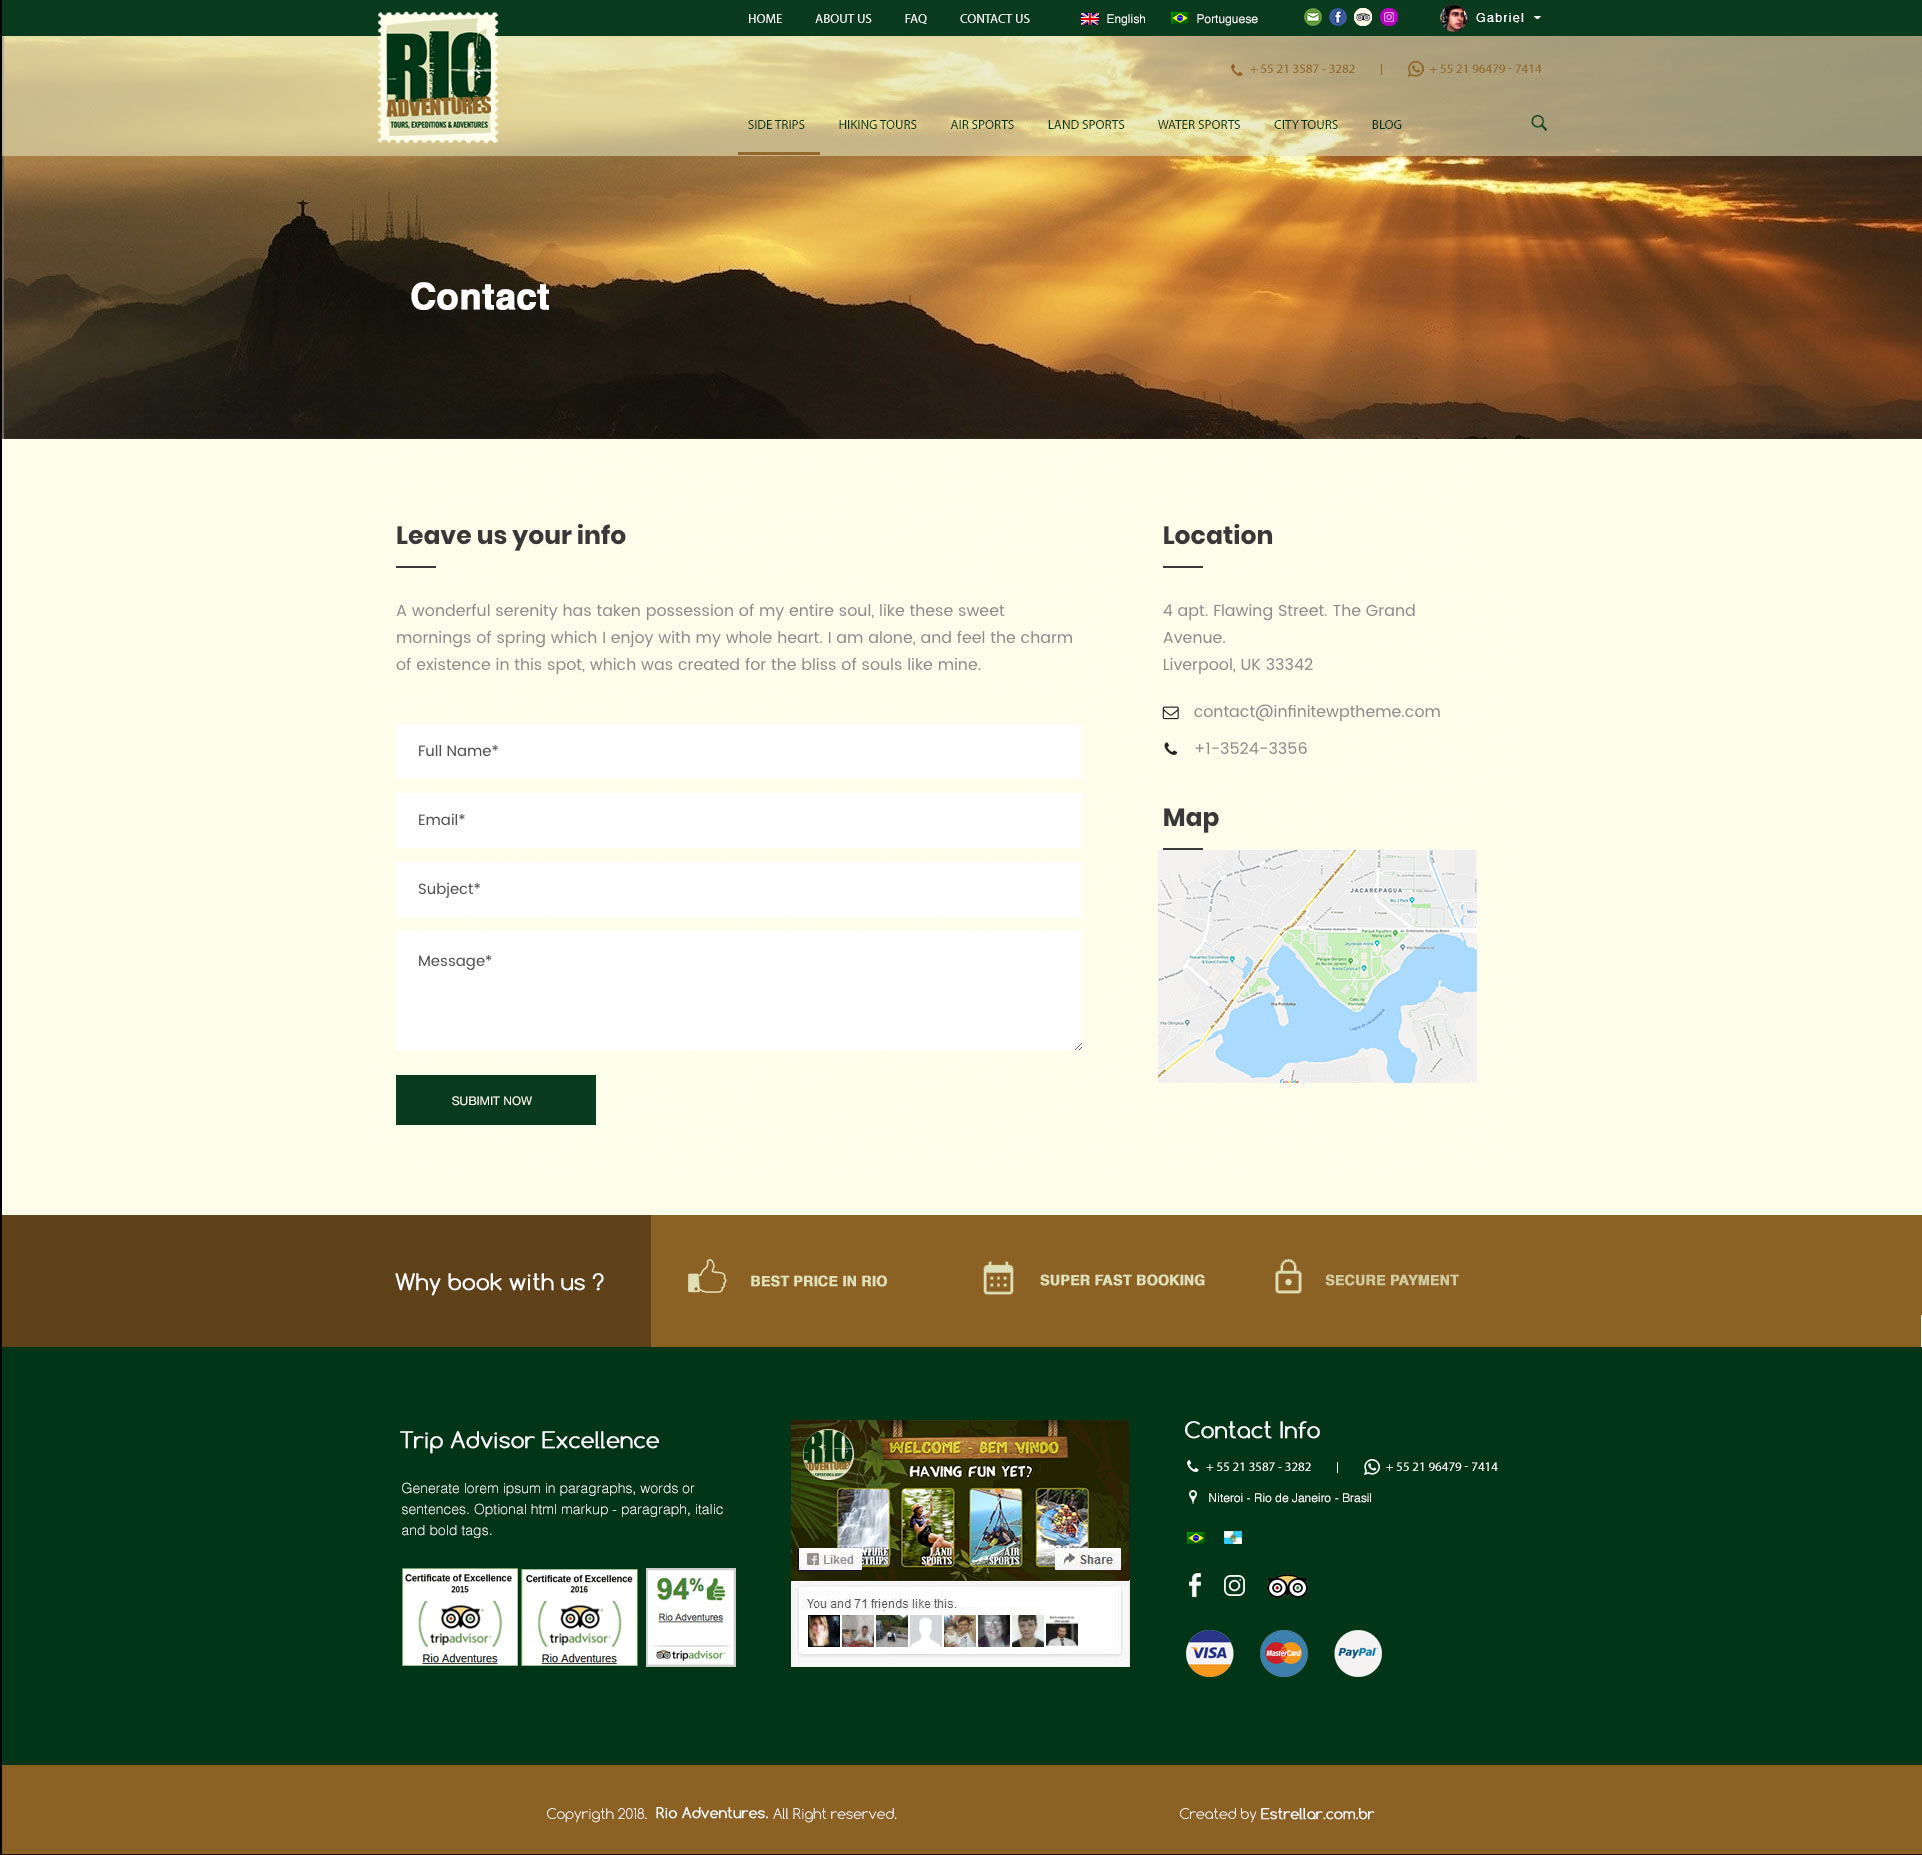 HOME ABOUT US FAQ CONTACT US English Portuguese Gabriel
RIO
ADVENTURES
TOURS, EXPEDITIONS & ADVENTURES
+ 55 21 3587 - 3282 | + 55 21 96479 - 7414
SIDE TRIPS HIKING TOURS AIR SPORTS LAND SPORTS WATER SPORTS CITY TOURS BLOG
Contact
Leave us your info
A wonderful serenity has taken possession of my entire soul, like these sweet
mornings of spring which I enjoy with my whole heart. I am alone, and feel the charm
of existence in this spot, which was created for the bliss of souls like mine.
Full Name*
Email*
Subject*
Message*
SUBIMIT NOW
Location
4 apt. Flawing Street. The Grand
Avenue.
Liverpool, UK 33342
contact@infinitewptheme.com
+1-3524-3356
Map
JACAREPAGUA
Parque Olímpico
do Rio de Janeiro
Google
Why book with us ?
BEST PRICE IN RIO
SUPER FAST BOOKING
SECURE PAYMENT
Trip Advisor Excellence
Generate lorem ipsum in paragraphs, words or
sentences. Optional html markup - paragraph, italic
and bold tags.
Certificate of Excellence
2015
tripadvisor
Rio Adventures
Certificate of Excellence
2016
tripadvisor
Rio Adventures
94%
Rio Adventures
tripadvisor
RIO
WELCOME - BEM VINDO
HAVING FUN YET?
LAND
SPORTS
AIR
SPORTS
Liked
Share
You and 71 friends like this.
Contact Info
+ 55 21 3587 - 3282 | + 55 21 96479 - 7414
Niteroi - Rio de Janeiro - Brasil
VISA
MasterCard
PayPal
Copyrigth 2018. Rio Adventures. All Right reserved.
Created by Estrellar.com.br